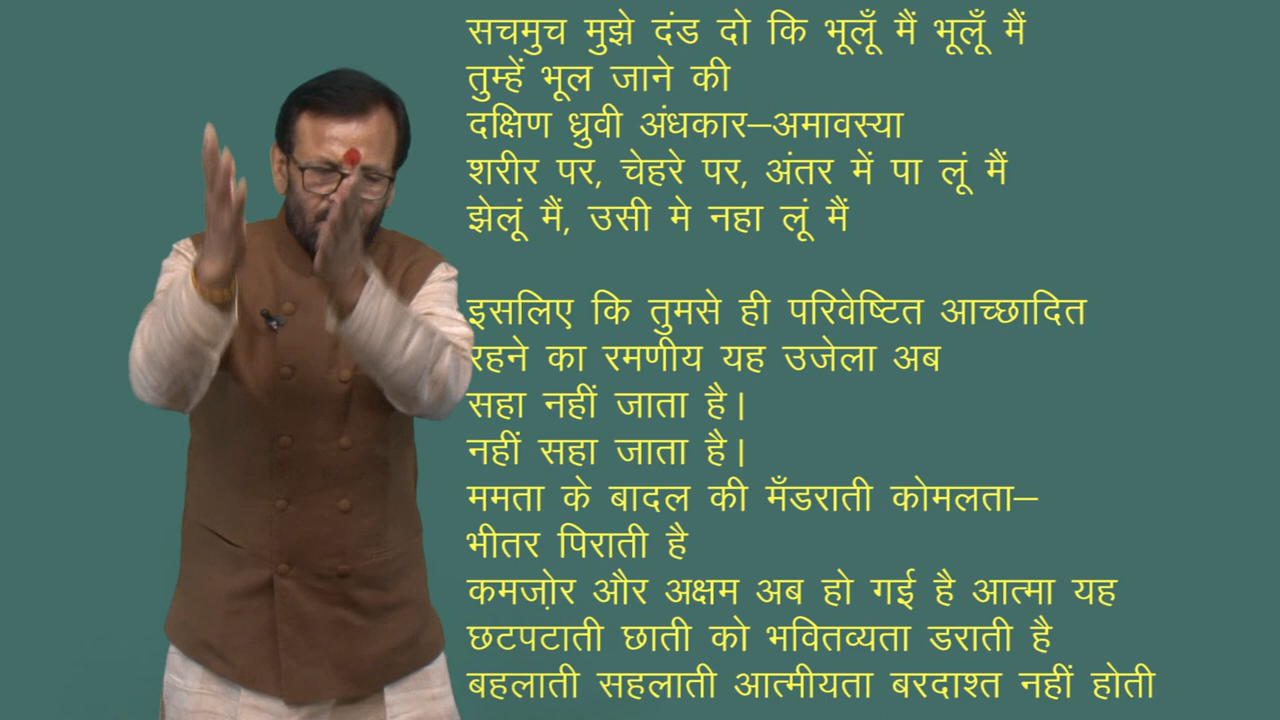 सचमुच मुझे दंड दो कि भूलूँ मैं भूलूँ मैं
तुम्हें भूल जाने की
दक्षिण ध्रुवी अंधकार–अमावस्या
शरीर पर, चेहरे पर, अंतर में पा लूं मैं
झेलूं मैं, उसी मे नहा लूं मैं
इसलिए कि तुमसे ही परिवेष्टित आच्छादित
रहने का रमणीय यह उजेला अब
सहा नहीं जाता है।
नहीं सहा जाता है।
ममता के बादल की मँडराती कोमलता–
भीतर पिराती है
कमज़ोर और अक्षम अब हो गई है आत्मा यह
छटपटाती छाती को भवितव्यता डराती है
बहलाती सहलाती आत्मीयता बरदाश्त नहीं होती